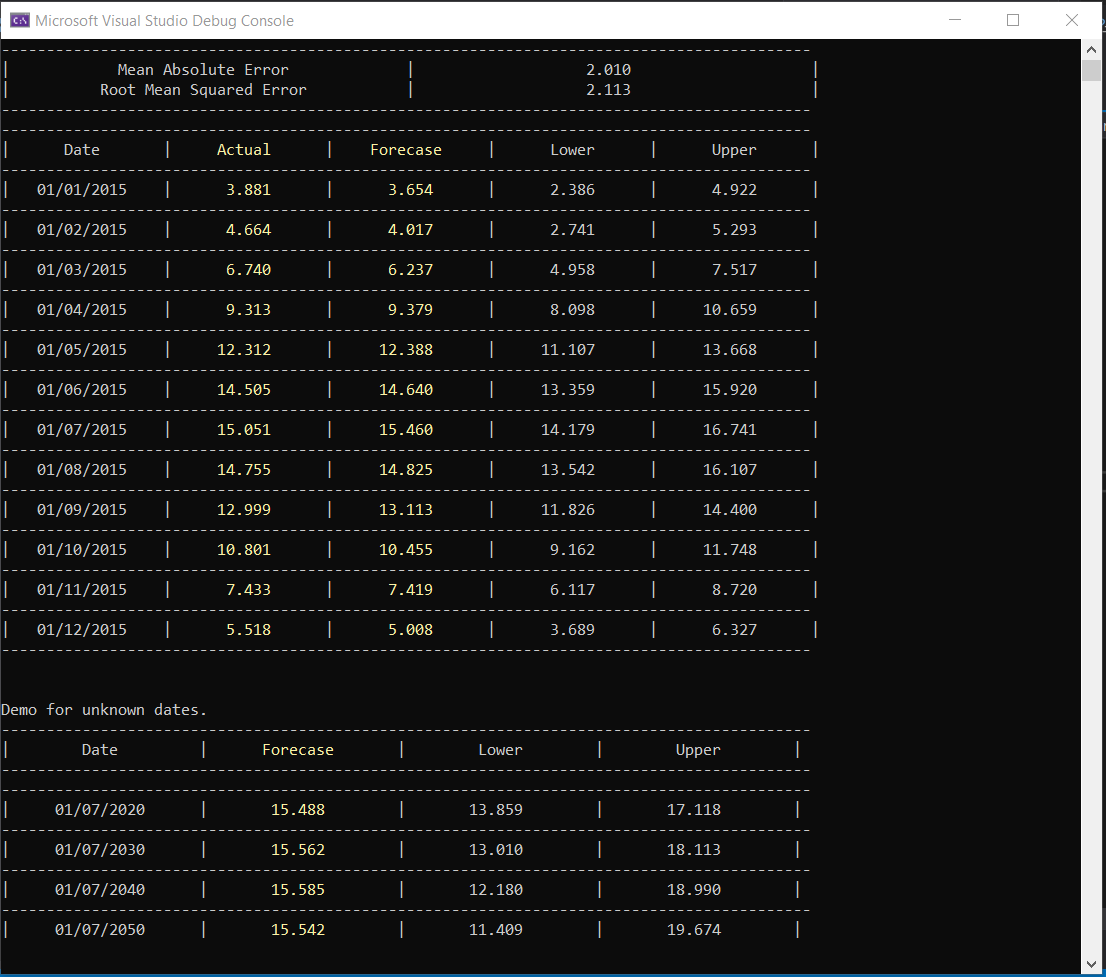 Microsoft Visual Studio Debug Console
| Mean Absolute Error | 2.010 |
| Root Mean Squared Error | 2.113 |
| Date | Actual | Forecase | Lower | Upper |
| 01/01/2015 | 3.881 | 3.654 | 2.386 | 4.922 |
| 01/02/2015 | 4.664 | 4.017 | 2.741 | 5.293 |
| 01/03/2015 | 6.740 | 6.237 | 4.958 | 7.517 |
| 01/04/2015 | 9.313 | 9.379 | 8.098 | 10.659 |
| 01/05/2015 | 12.312 | 12.388 | 11.107 | 13.668 |
| 01/06/2015 | 14.505 | 14.640 | 13.359 | 15.920 |
| 01/07/2015 | 15.051 | 15.460 | 14.179 | 16.741 |
| 01/08/2015 | 14.755 | 14.825 | 13.542 | 16.107 |
| 01/09/2015 | 12.999 | 13.113 | 11.826 | 14.400 |
| 01/10/2015 | 10.801 | 10.455 | 9.162 | 11.748 |
| 01/11/2015 | 7.433 | 7.419 | 6.117 | 8.720 |
| 01/12/2015 | 5.518 | 5.008 | 3.689 | 6.327 |
Demo for unknown dates.
| Date | Forecase | Lower | Upper |
| 01/07/2020 | 15.488 | 13.859 | 17.118 |
| 01/07/2030 | 15.562 | 13.010 | 18.113 |
| 01/07/2040 | 15.585 | 12.180 | 18.990 |
| 01/07/2050 | 15.542 | 11.409 | 19.674 |